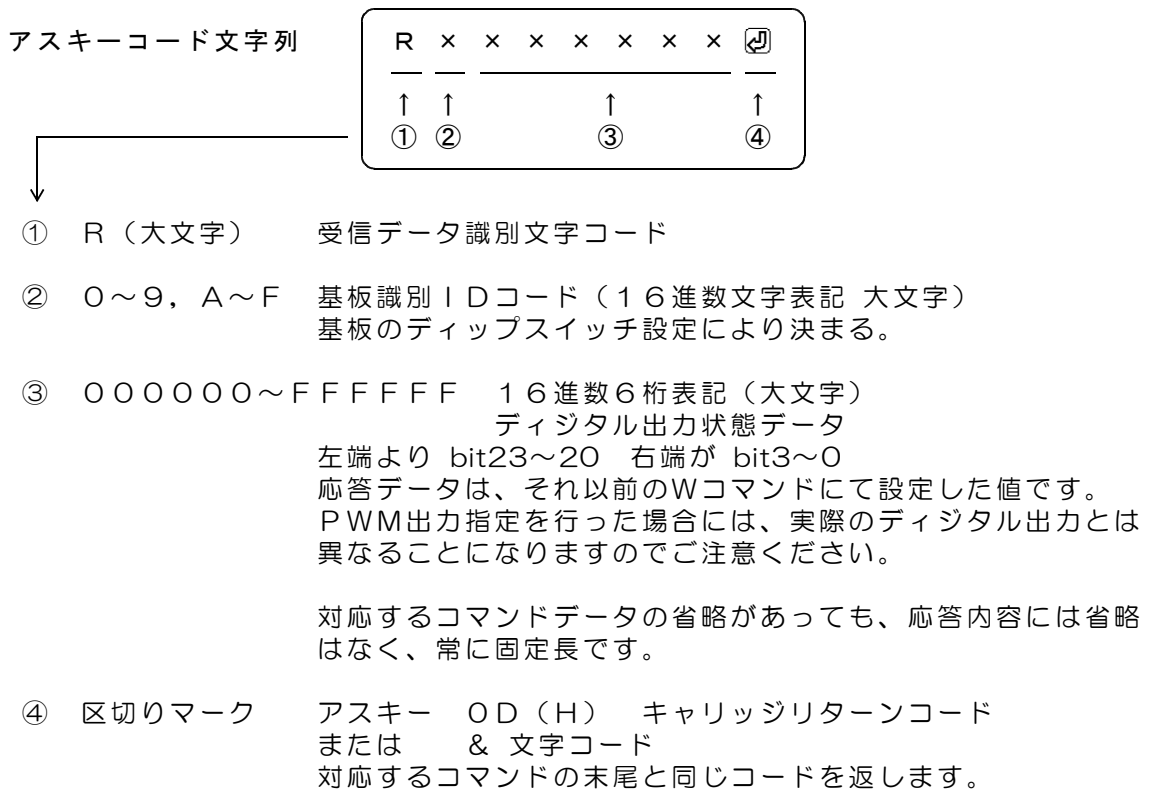 アスキーコード文字列
R × × × × × × × ⏎
↑ ↑ ↑ ↑
① ② ③ ④
① R（大文字） 受信データ識別文字コード
② 0～9，A～F 基板識別IDコード（16進数文字表記 大文字）
基板のディップスイッチ設定により決まる。
③ 000000～FFFFFF 16進数6桁表記（大文字）
ディジタル出力状態データ
左端より bit23～20 右端が bit3～0
応答データは、それ以前のWコマンドにて設定した値です。
PWM出力指定を行った場合には、実際のディジタル出力とは
異なることになりますのでご注意ください。
対応するコマンドデータの省略があっても、応答内容には省略
はなく、常に固定長です。
④ 区切りマーク アスキー 0D（H） キャリッジリターンコード
または & 文字コード
対応するコマンドの末尾と同じコードを返します。